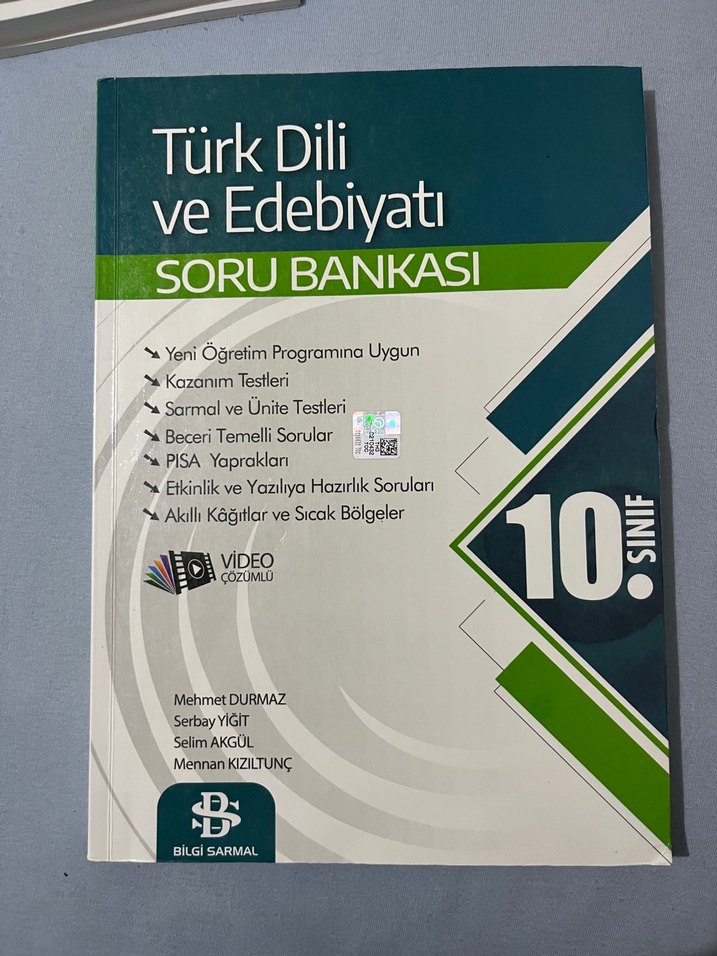 Türk Dili
ve Edebiyatı
SORU BANKASI
Yeni Öğretim Programına Uygun
Kazanım Testleri
Sarmal ve Ünite Testleri
Beceri Temelli Sorular
PISA Yaprakları
Etkinlik ve Yazılıya Hazırlık Soruları
Akıllı Kâğıtlar ve Sıcak Bölgeler
10.
SINIF
VİDEO
ÇÖZÜMLÜ
Mehmet DURMAZ
Serbay YİĞİT
Selim AKGÜL
Mennan KIZILTUNÇ
BS
BİLGİ SARMAL